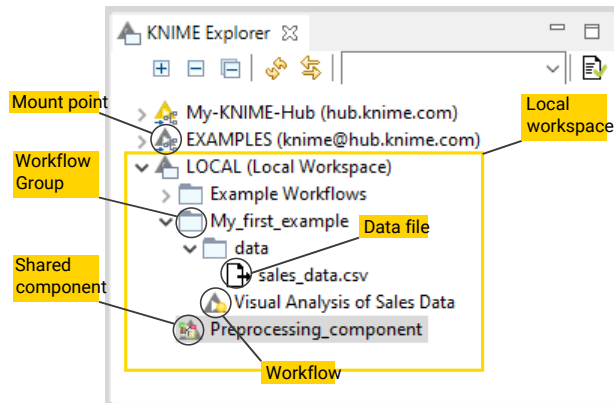 KNIME Explorer
Mount point
My-KNIME-Hub (hub.knime.com)
Local
workspace
EXAMPLES (knime@hub.knime.com)
Workflow
Group
LOCAL (Local Workspace)
Example Workflows
My_first_example
Data file
data
Shared
component
sales_data.csv
Visual Analysis of Sales Data
Preprocessing_component
Workflow